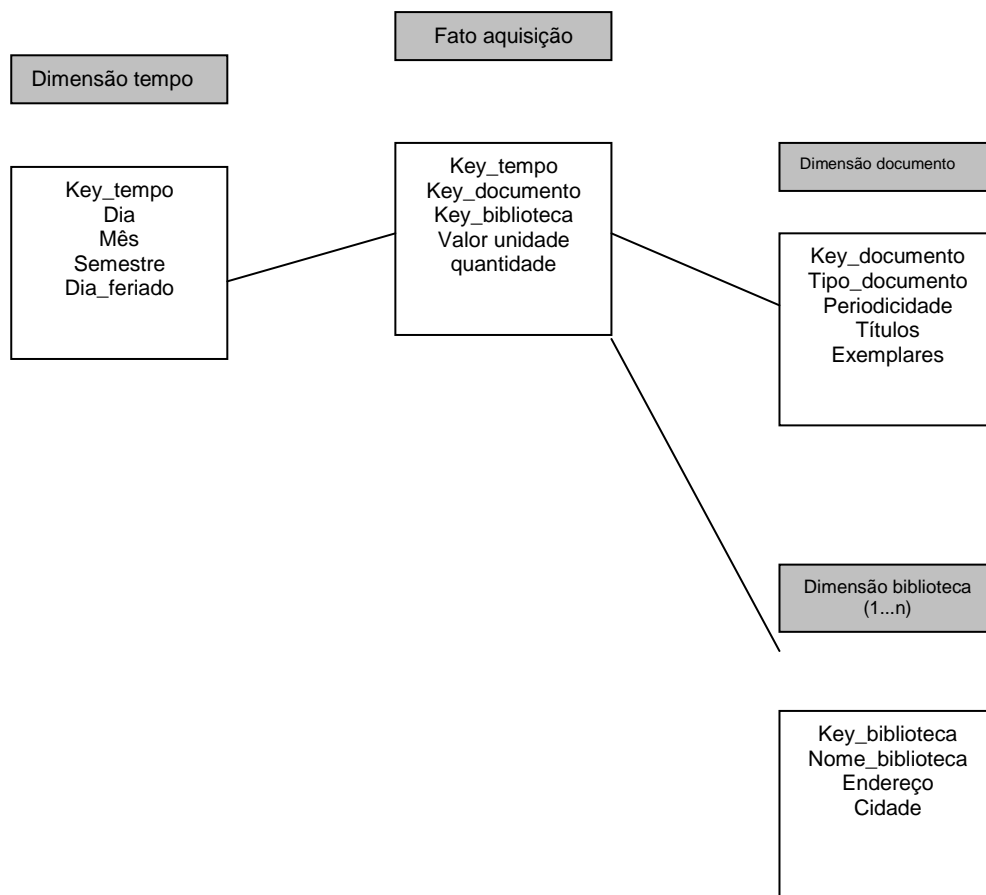 Fato aquisição
Dimensão tempo
Key_tempo
Dia
Mês
Semestre
Dia_feriado
Key_tempo
Key_documento
Key_biblioteca
Valor unidade
quantidade
Dimensão documento
Key_documento
Tipo_documento
Periodicidade
Títulos
Exemplares
Dimensão biblioteca
(1...n)
Key_biblioteca
Nome_biblioteca
Endereço
Cidade